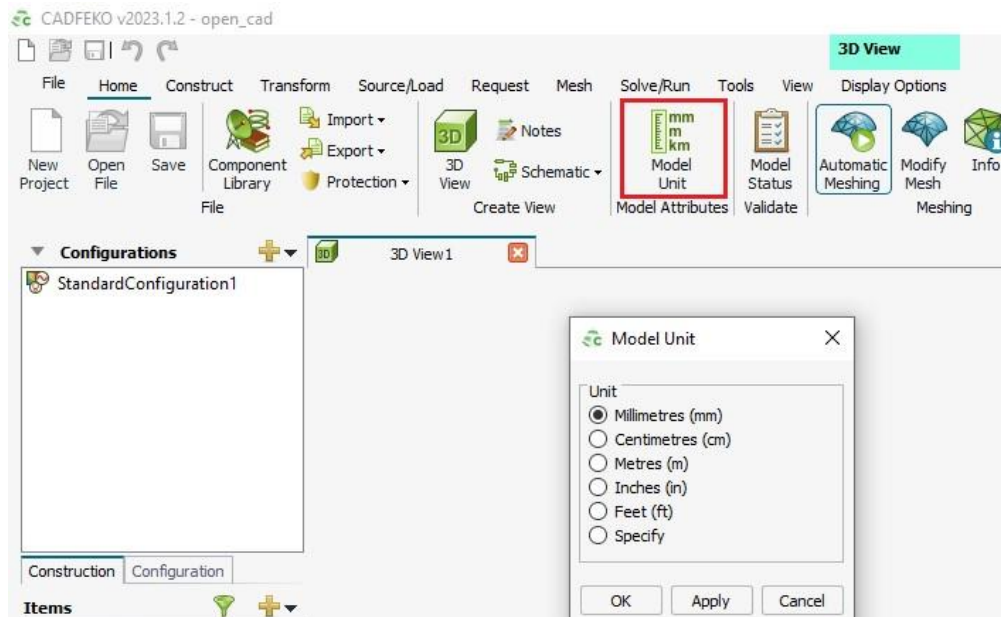 CADFEKO v2023.1.2 - open_cad
3D View
File Home Construct Transform Source/Load Request Mesh Solve/Run Tools View Display Options
New Project
Open File
Save
Component Library
Import
Export
Protection
File
3D
3D View
Notes
Schematic
Create View
mm
m
km
Model Unit
Model Attributes
Model Status
Validate
Automatic Meshing
Modify Mesh
Info
Meshing
Configurations
3D
3D View1
StandardConfiguration1
c Model Unit
Unit
Millimetres (mm)
Centimetres (cm)
Metres (m)
Inches (in)
Feet (ft)
Specify
Construction Configuration
OK Apply Cancel
Items